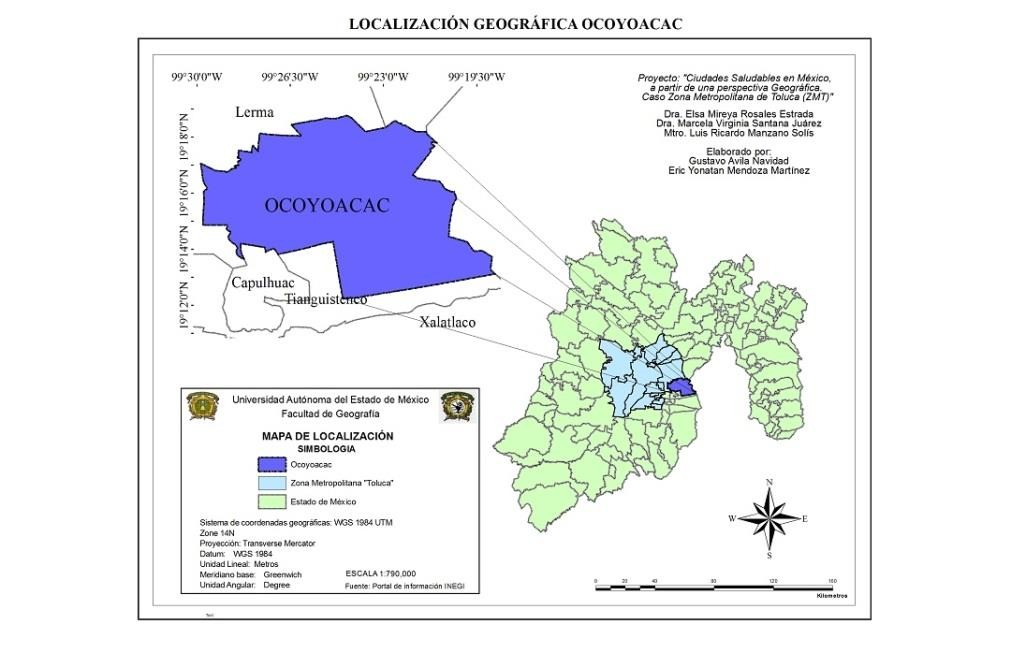 LOCALIZACIÓN GEOGRÁFICA OCOYOACAC
99°30'0"W 99°26'30"W 99°23'0"W 99°19'30"W
Proyecto: "Ciudades Saludables en México,
a partir de una perspectiva Geográfica.
Caso Zona Metropolitana de Toluca (ZMT)"
Dra. Elsa Mireya Rosales Estrada
Dra. Marcela Virginia Santana Juárez
Mtro. Luis Ricardo Manzano Solís
Elaborado por:
Gustavo Avila Navidad
Eric Yonatan Mendoza Martínez
19°18'0"N
19°16'0"N
19°14'0"N
19°12'0"N
Lerma
OCOYOACAC
Capulhuac
Tianguistenco
Xalatlaco
Universidad Autónoma del Estado de México
Facultad de Geografía
MAPA DE LOCALIZACIÓN
SIMBOLOGIA
Ocoyoacac
Zona Metropolitana "Toluca"
Estado de México
Sistema de coordenadas geográficas: WGS 1984 UTM
Zone 14N
Proyección: Transverse Mercator
Datum: WGS 1984
Unidad Lineal: Metros
Meridiano base: Greenwich
Unidad Angular: Degree
ESCALA 1:790,000
Fuente: Portal de información INEGI
N
W E
S
0 20 40 80 120 160
Kilometros